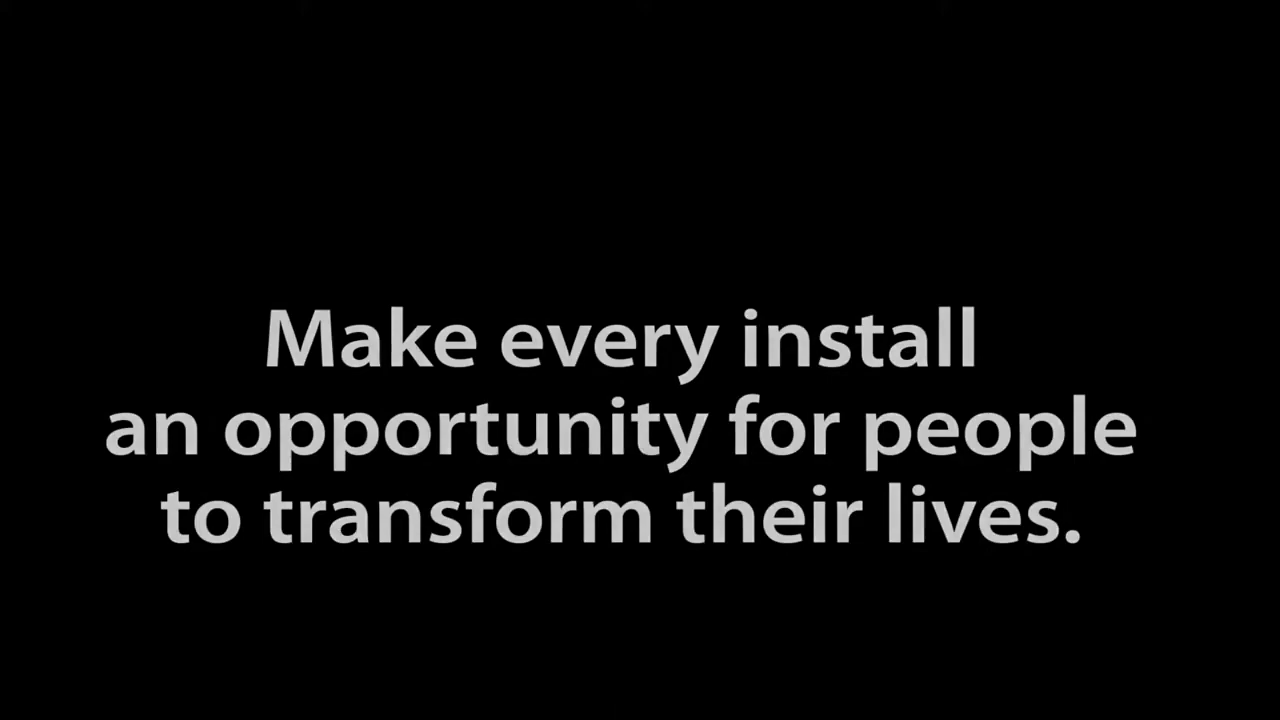 Make every install
an opportunity for people
to transform their lives.